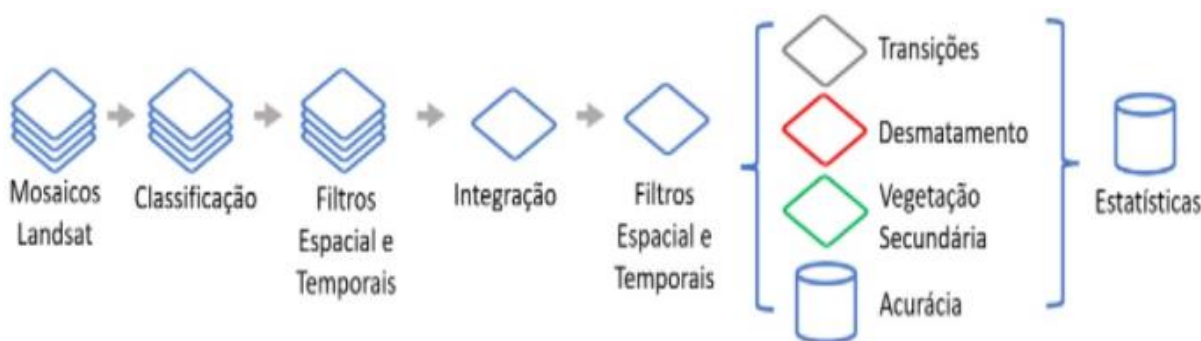 Mosaicos
Landsat
Classificação
Filtros
Espacial e
Temporais
Integração
Filtros
Espacial e
Temporais
Transições
Desmatamento
Vegetação
Secundária
Acurácia
Estatísticas